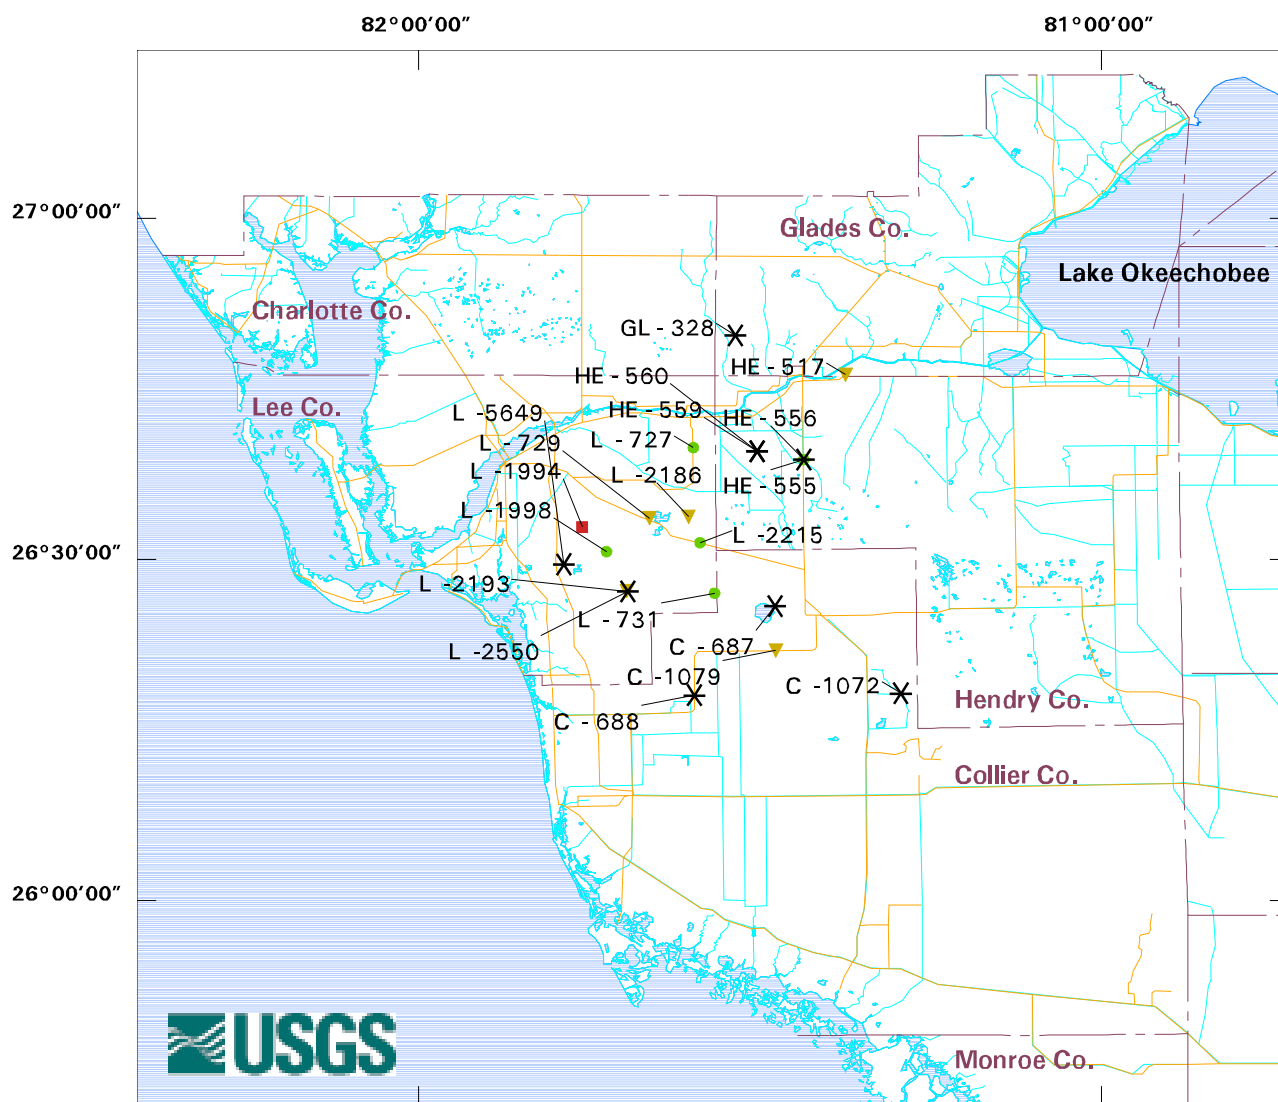 82°00'00"
81°00'00"
27°00'00"
Glades Co.
Lake Okeechobee
Charlotte Co.
GL - 328
HE - 517
HE - 560
Lee Co.
L -5649
HE - 559
HE - 556
L - 729
L - 727
L -1994
L -2186
HE - 555
L -1998
L -2215
26°30'00"
L -2193
L - 731
L -2550
C - 687
C -1079
C -1072
Hendry Co.
C - 688
Collier Co.
26°00'00"
USGS
Monroe Co.